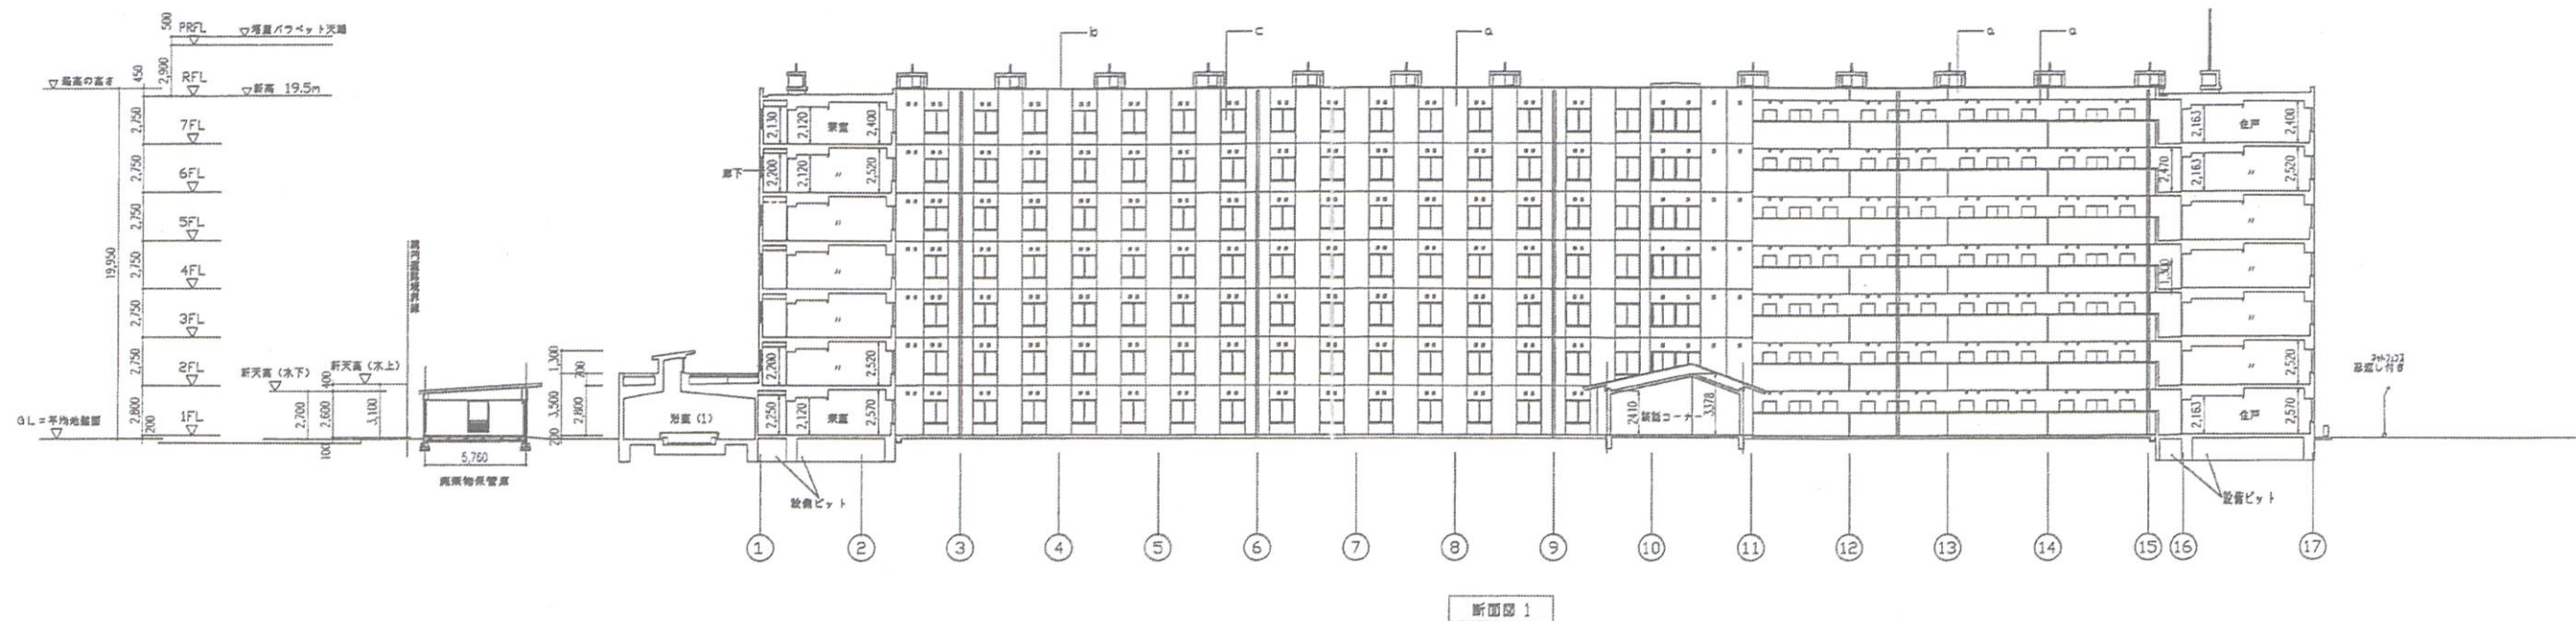 500
PRFL
塔屋パラペット天端
b
c
a
a
a
最高の高さ
450
2,900
RFL
軒高 19.5m
2,750
7FL
2,130
2,120
寮室
2,400
2,163
住戸
2,400
2,750
6FL
廊下
2,200
2,120
〃
2,520
2,470
2,163
〃
2,520
2,750
5FL
〃
〃
19,950
2,750
4FL
〃
1,300
〃
2,750
3FL
〃
〃
2,750
2FL
軒天高(水下)
軒天高(水上)
400
1,300
700
2,200
〃
2,520
〃
2,520
忍返し付き
GL=平均地盤面
2,800
200
1FL
2,700
2,600
3,100
3,500
2,800
200
浴室(1)
2,250
2,120
寮室
2,570
2410
談話コーナー
3378
2,163
住戸
2,570
100
5,760
廃棄物保管庫
設備ピット
設備ピット
1
2
3
4
5
6
7
8
9
10
11
12
13
14
15
16
17
断面図 1